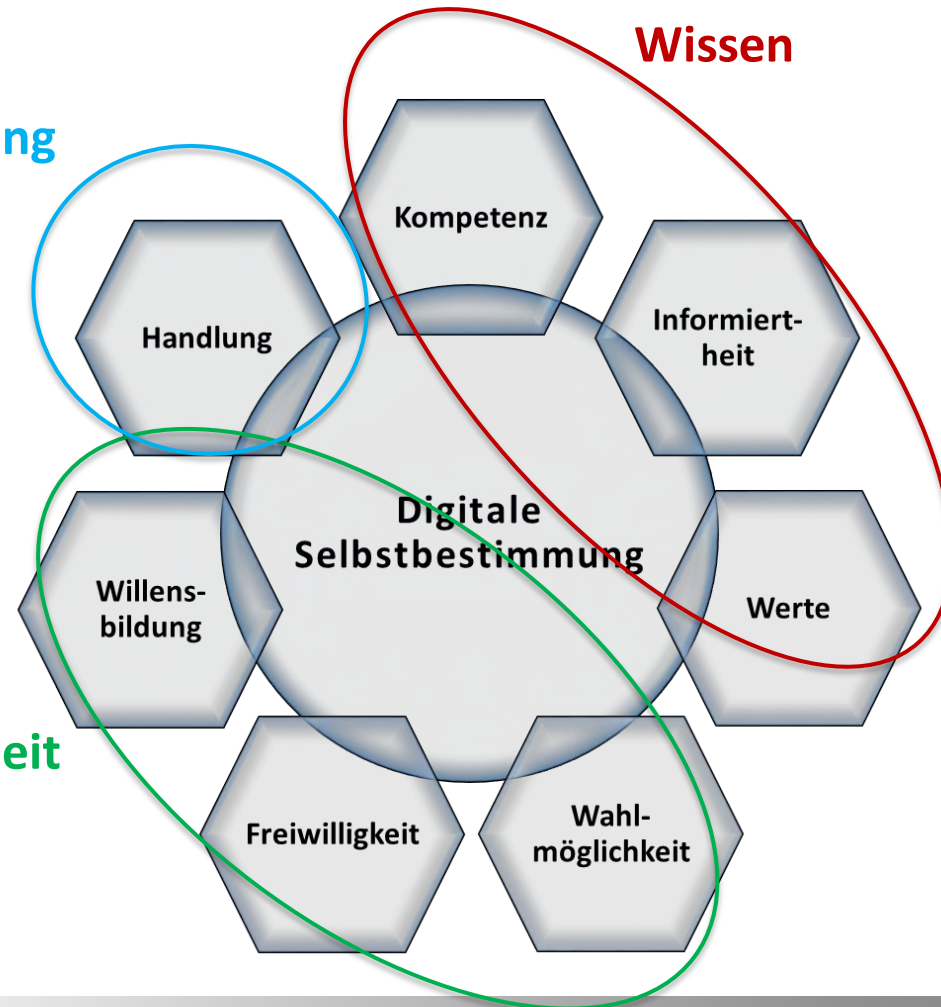 Wissen
ng
Kompetenz
Informiert-
heit
Handlung
Digitale
Selbstbestimmung
Willens-
bildung
Werte
eit
Freiwilligkeit
Wahl-
möglichkeit